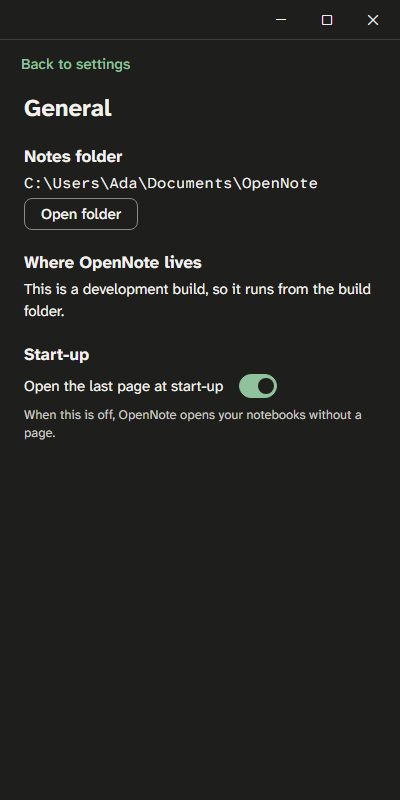 Back to settings
General
Notes folder
C:\Users\Ada\Documents\OpenNote
Open folder
Where OpenNote lives
This is a development build, so it runs from the build
folder.
Start-up
Open the last page at start-up
When this is off, OpenNote opens your notebooks without a
page.